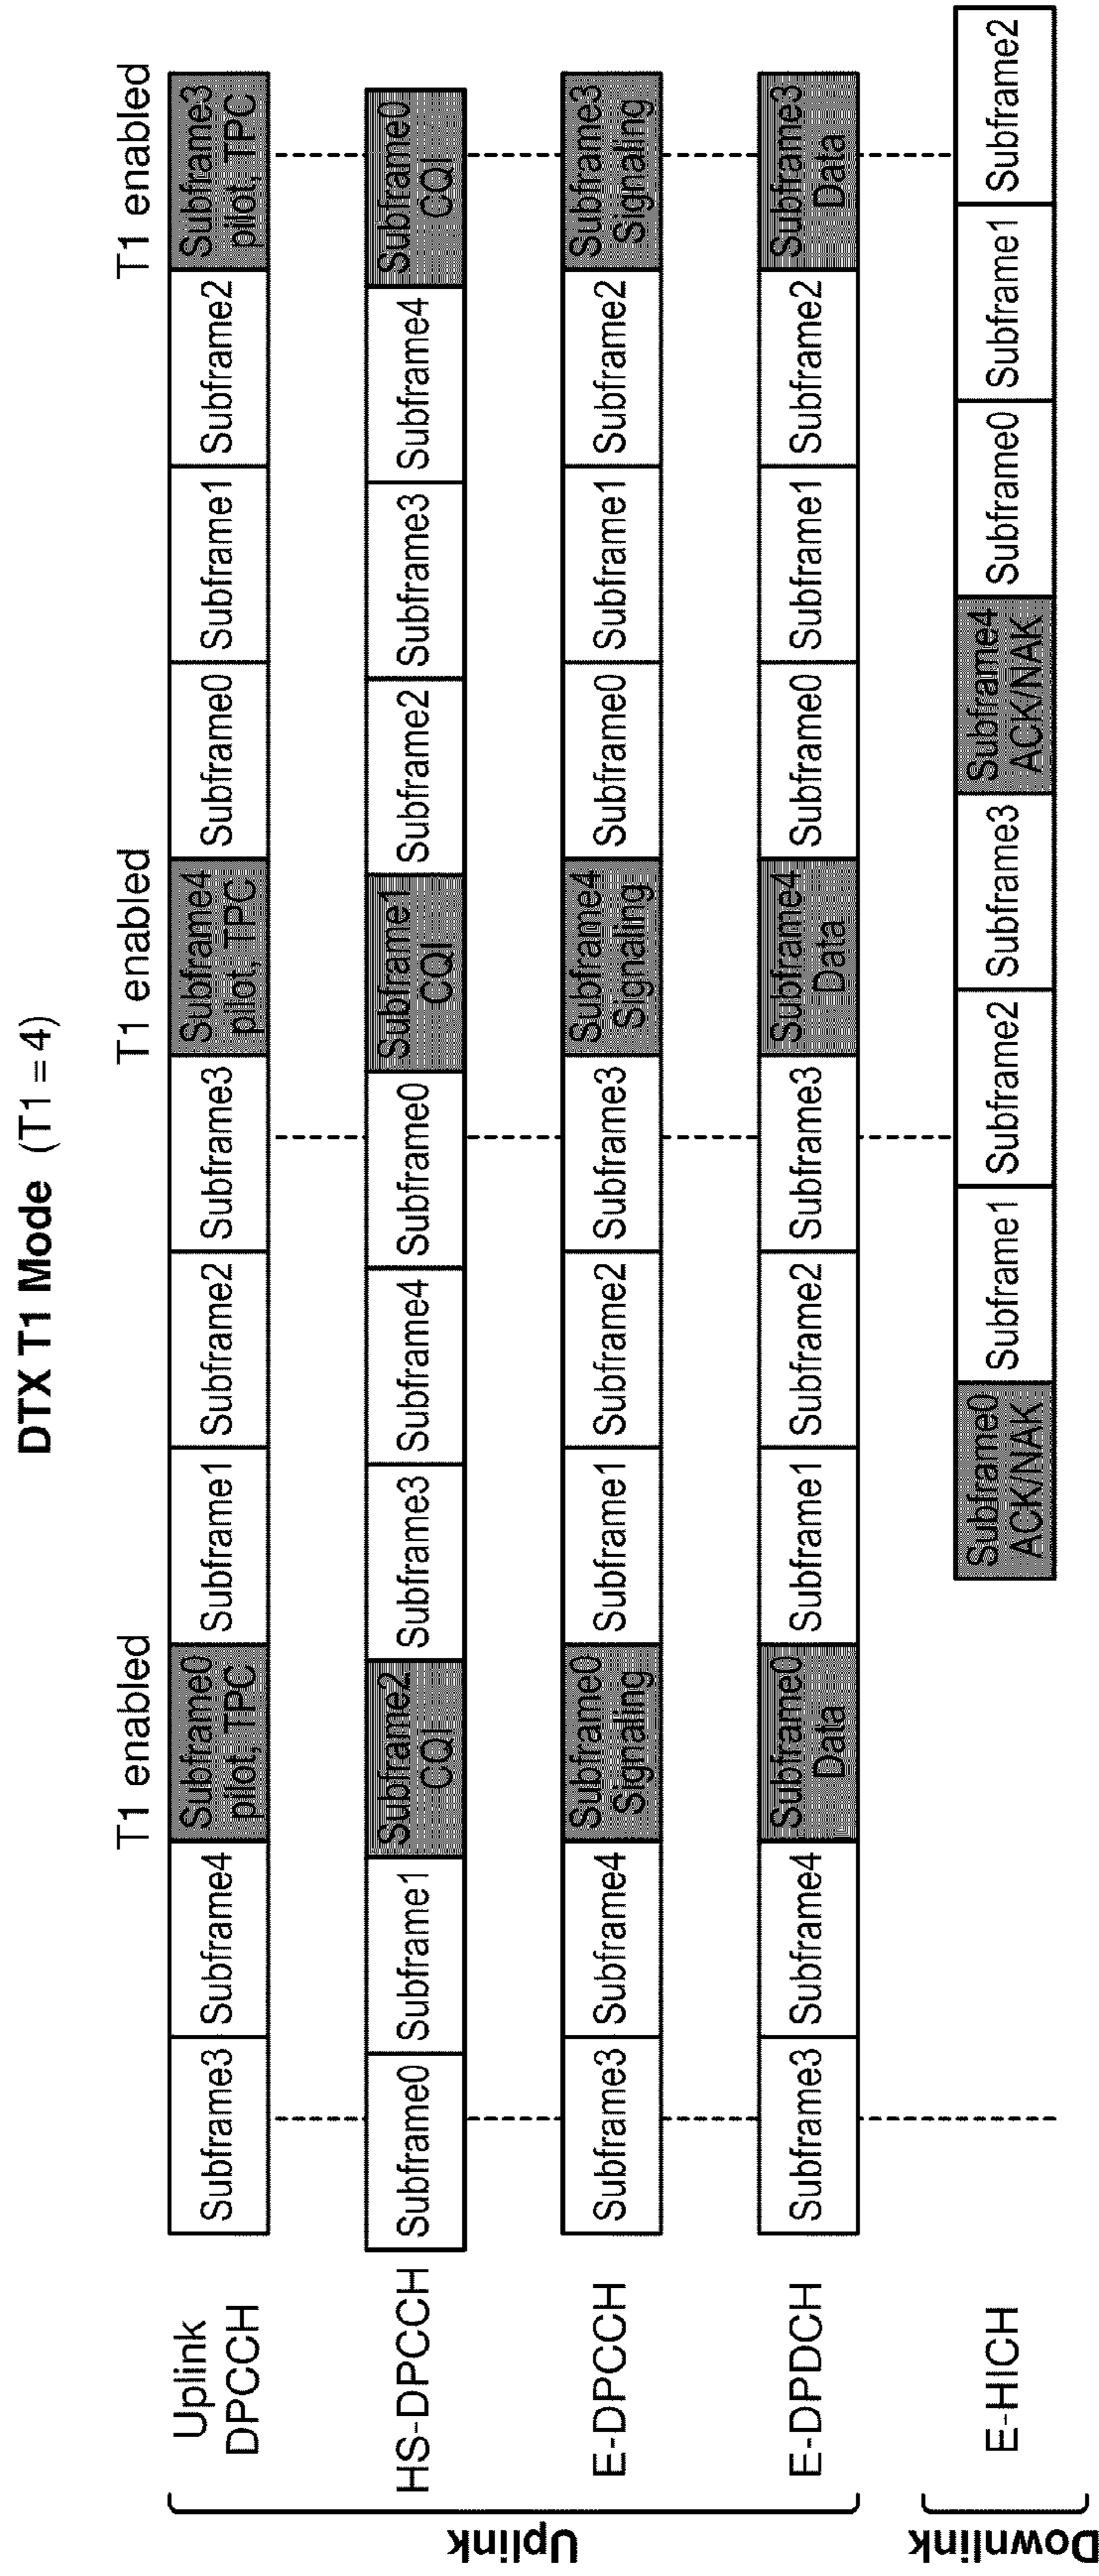 DTX T1 Mode (T1=4)
T1 enabled
T1 enabled
T1 enabled
Uplink
Uplink
DPCCH
Subframe3
Subframe4
Subframe0
pilot, TPC
Subframe1
Subframe2
Subframe3
Subframe4
pilot, TPC
Subframe0
Subframe1
Subframe2
Subframe3
pilot, TPC
HS-DPCCH
Subframe0
Subframe1
Subframe2
CQI
Subframe3
Subframe4
Subframe0
Subframe1
CQI
Subframe2
Subframe3
Subframe4
Subframe0
CQI
E-DPCCH
Subframe3
Subframe4
Subframe0
Signaling
Subframe1
Subframe2
Subframe3
Subframe4
Signaling
Subframe0
Subframe1
Subframe2
Subframe3
Signaling
E-DPDCH
Subframe3
Subframe4
Subframe0
Data
Subframe1
Subframe2
Subframe3
Subframe4
Data
Subframe0
Subframe1
Subframe2
Subframe3
Data
Downlink
E-HICH
Subframe0
ACK/NAK
Subframe1
Subframe2
Subframe3
Subframe4
ACK/NAK
Subframe0
Subframe1
Subframe2